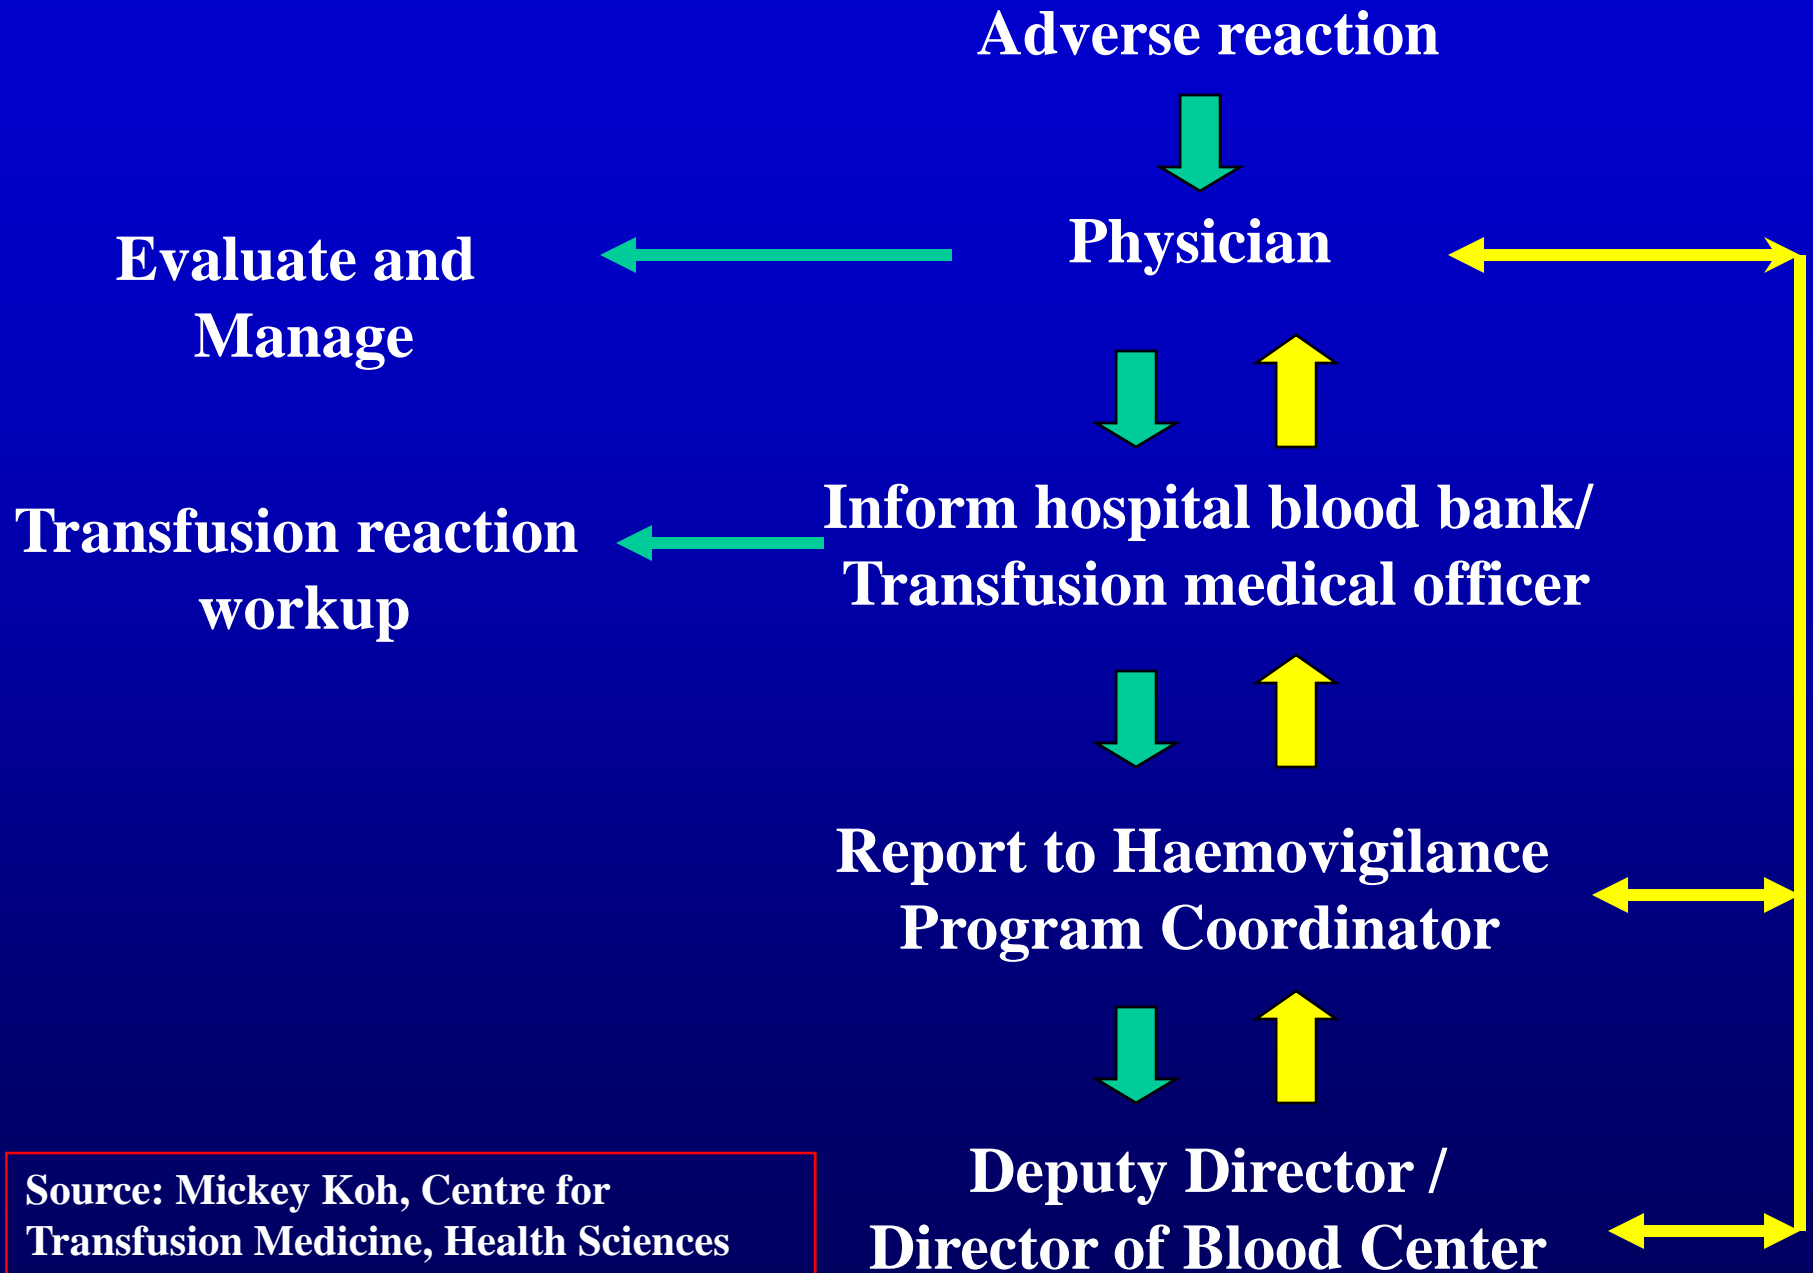 Adverse reaction
Physician
Evaluate and
Manage
Inform hospital blood bank/
Transfusion medical officer
Transfusion reaction
workup
Report to Haemovigilance
Program Coordinator
Deputy Director /
Director of Blood Center
Source: Mickey Koh, Centre for
Transfusion Medicine, Health Sciences